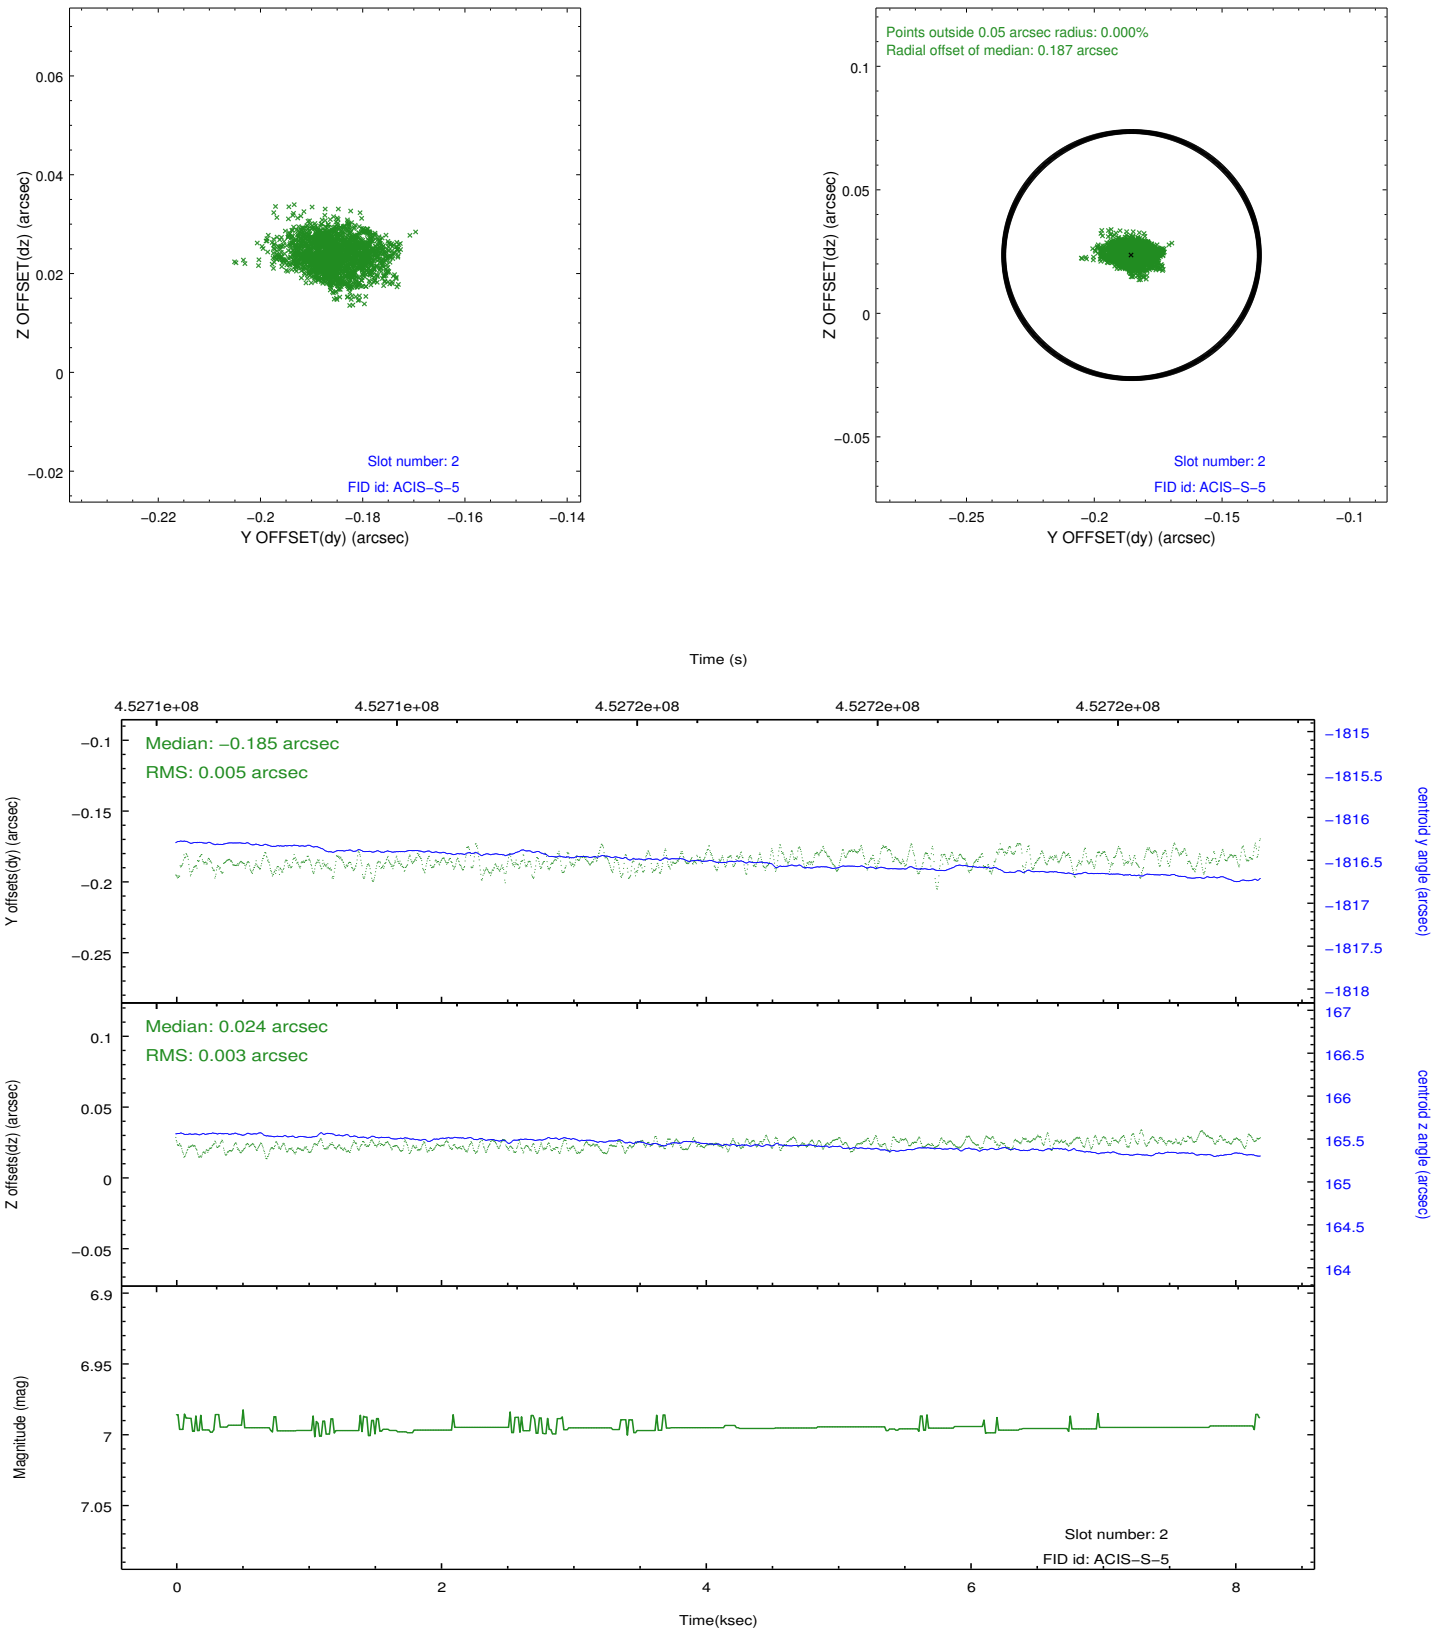 0.06
0.04
0.02
0
−0.02
Z OFFSET(dz) (arcsec)
−0.22
−0.2
−0.18
−0.16
−0.14
Y OFFSET(dy) (arcsec)
Slot number: 2
FID id: ACIS−S−5
Points outside 0.05 arcsec radius: 0.000%
Radial offset of median: 0.187 arcsec
0.1
0.05
0
−0.05
Z OFFSET(dz) (arcsec)
−0.25
−0.2
−0.15
−0.1
Y OFFSET(dy) (arcsec)
Slot number: 2
FID id: ACIS−S−5
Time (s)
4.5271e+08
4.5271e+08
4.5272e+08
4.5272e+08
4.5272e+08
Median: −0.185 arcsec
RMS: 0.005 arcsec
−0.1
−0.15
−0.2
−0.25
Y offsets(dy) (arcsec)
−1815
−1815.5
−1816
−1816.5
−1817
−1817.5
−1818
centroid y angle (arcsec)
Median: 0.024 arcsec
RMS: 0.003 arcsec
0.1
0.05
0
−0.05
Z offsets(dz) (arcsec)
167
166.5
166
165.5
165
164.5
164
centroid z angle (arcsec)
6.9
6.95
7
7.05
Magnitude (mag)
Slot number: 2
FID id: ACIS−S−5
0
2
4
6
8
Time(ksec)